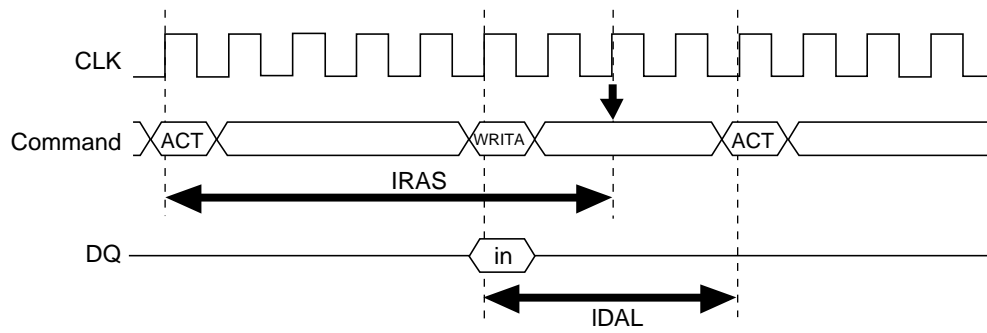 CLK
Command ACT WRITA ACT
IRAS
DQ in
IDAL